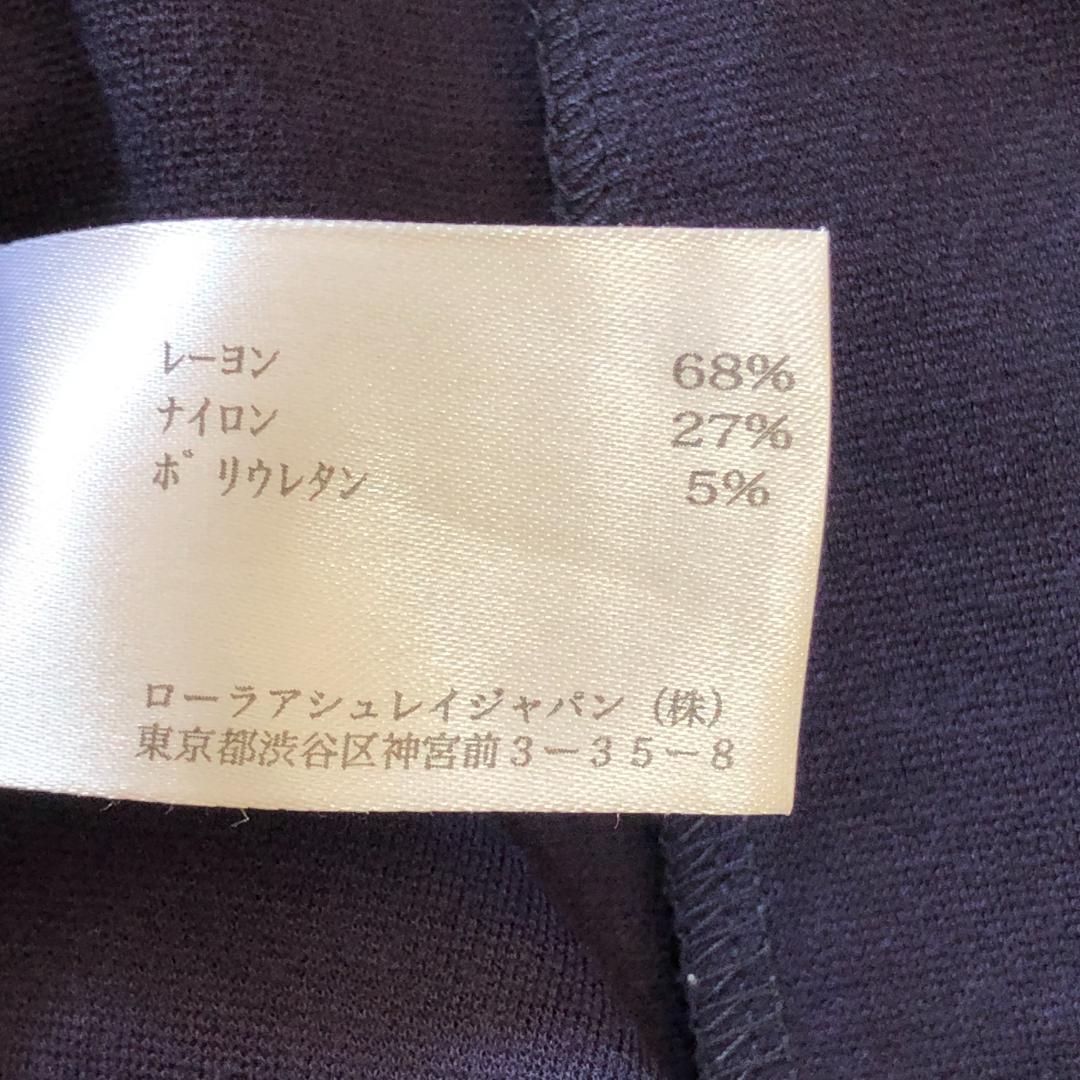 レーヨン 68%
ナイロン 27%
ポリウレタン 5%
ローラアシュレイジャパン（株）
東京都渋谷区神宮前３－３５－８